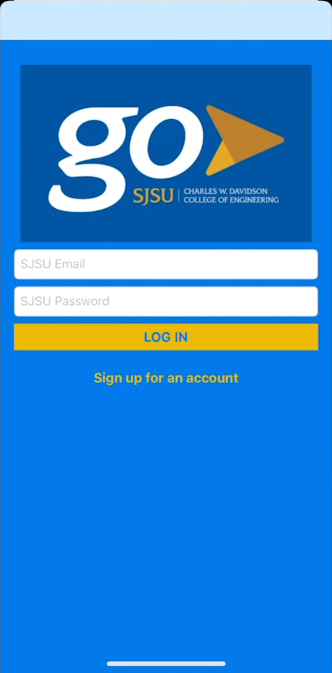 go
SJSU | CHARLES W. DAVIDSON
COLLEGE OF ENGINEERING
SJSU Email
SJSU Password
LOG IN
Sign up for an account